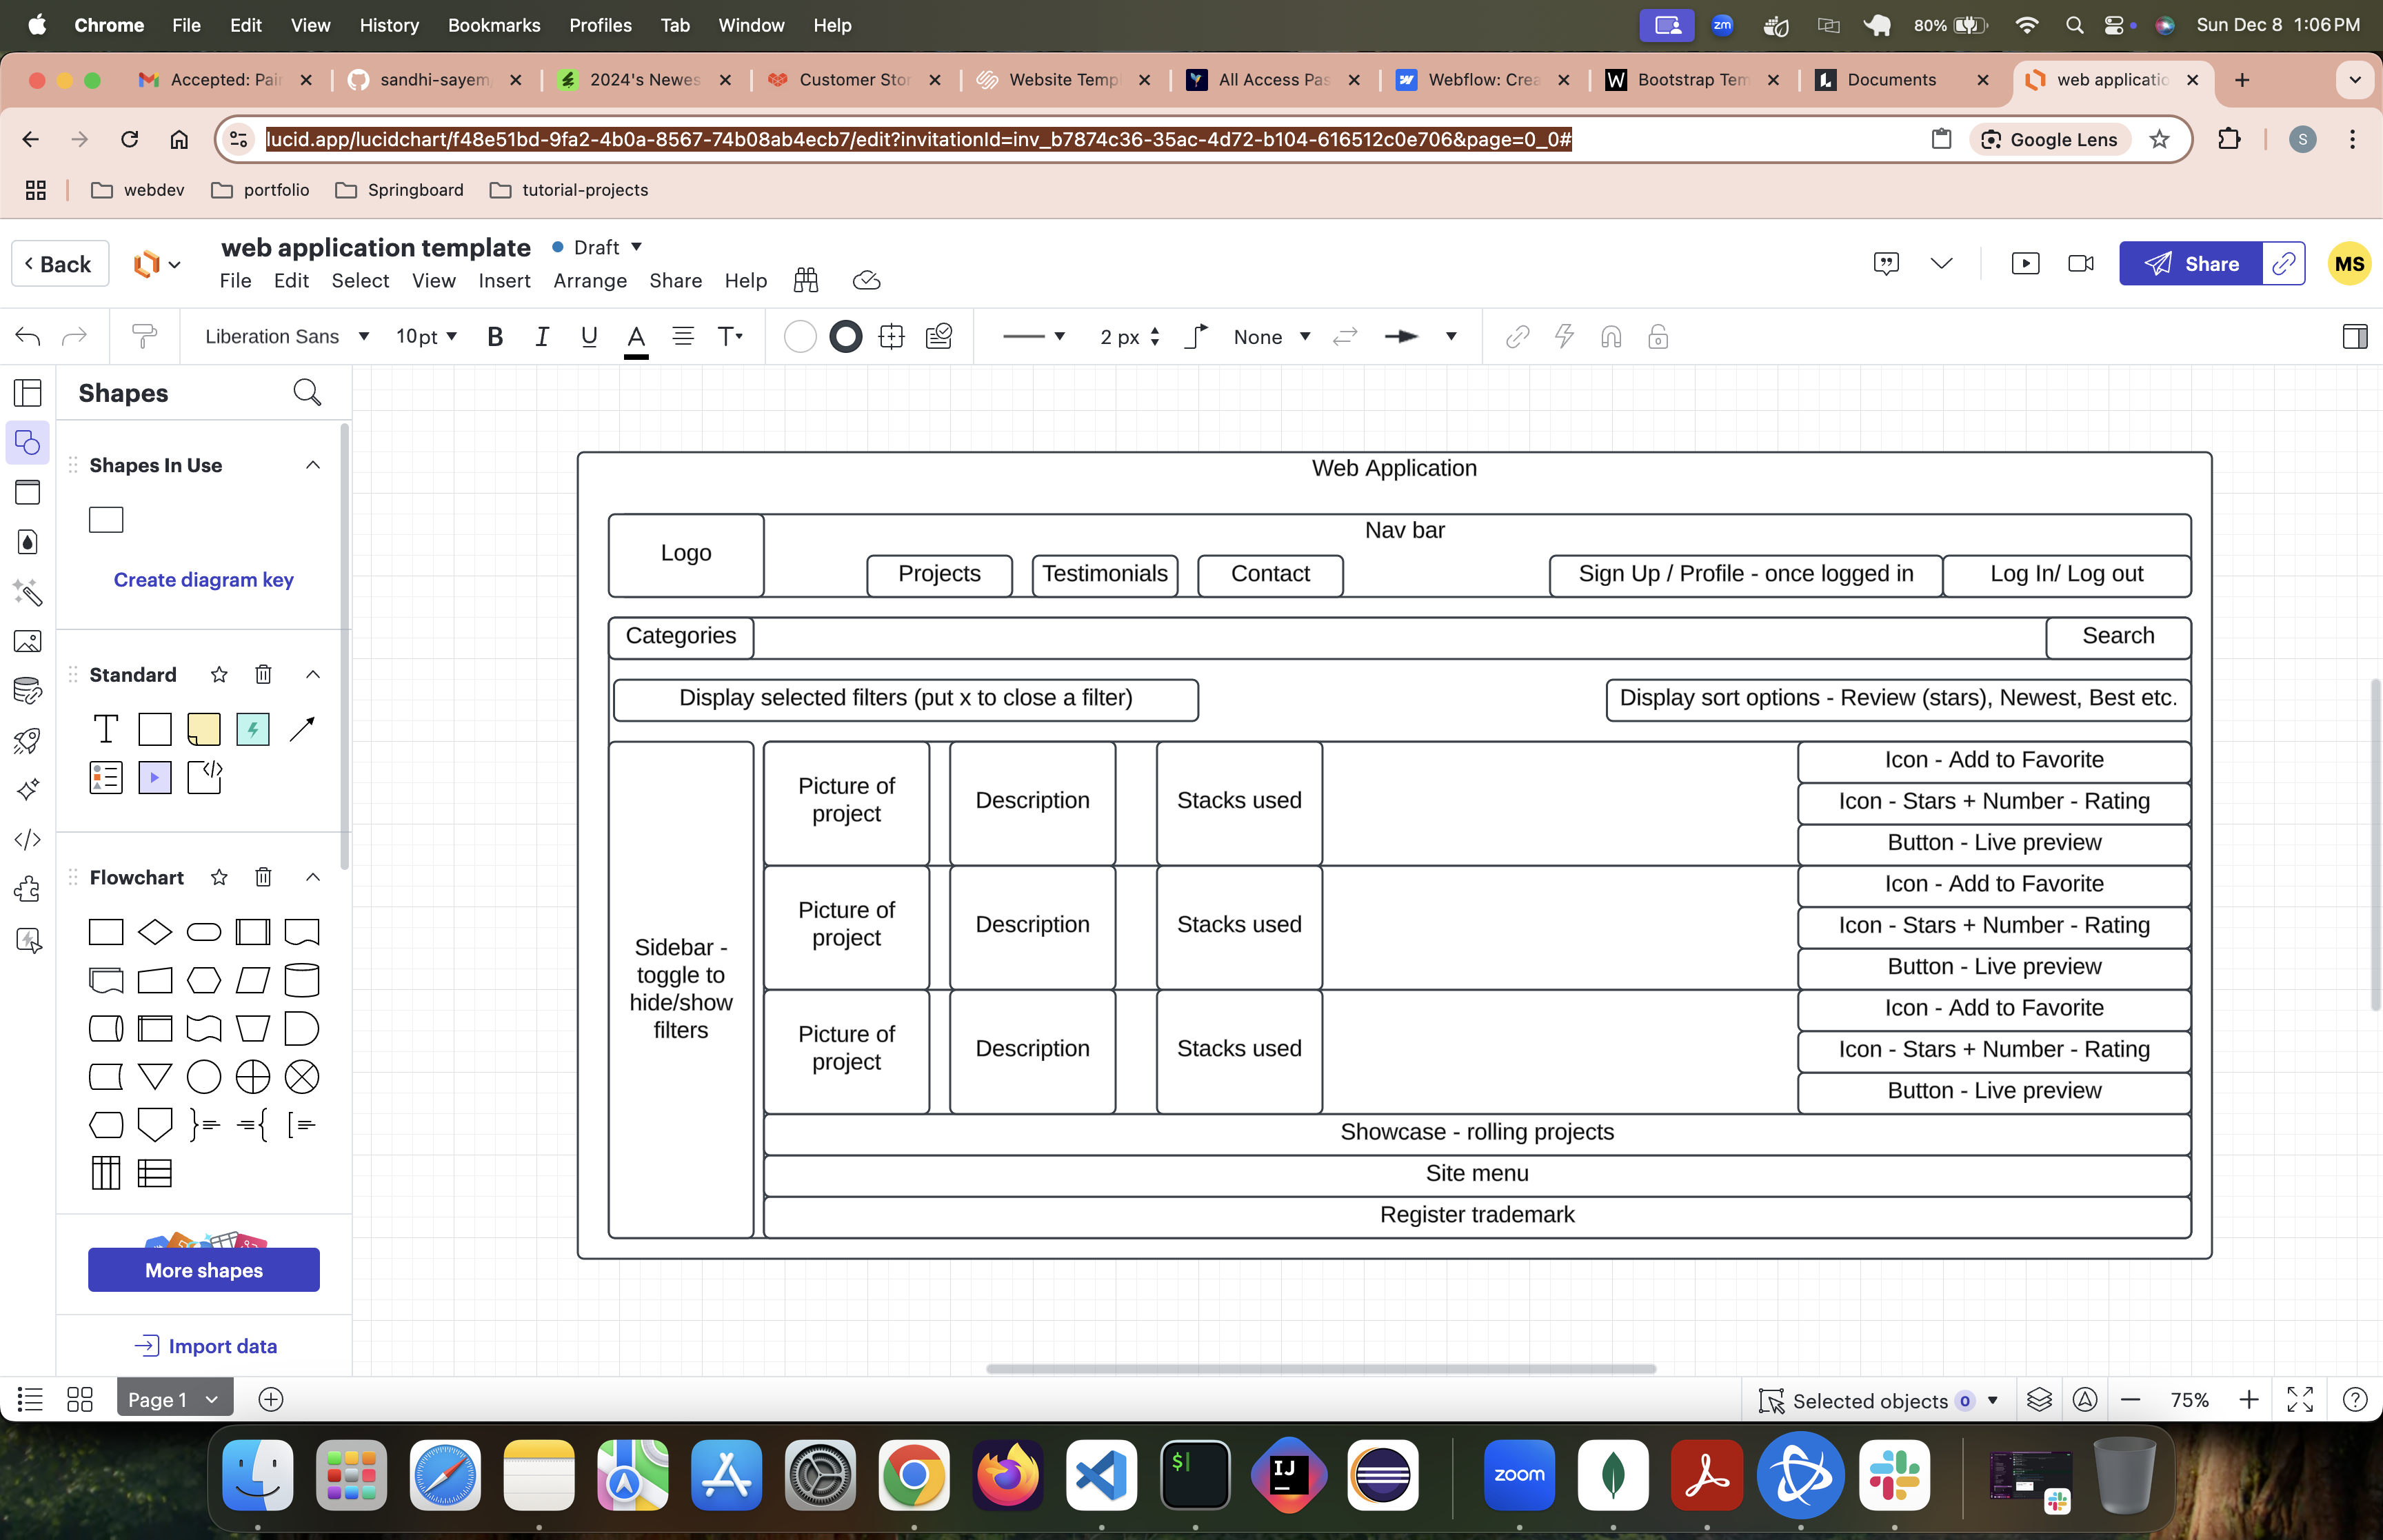 Chrome File Edit View History Bookmarks Profiles Tab Window Help
zm
80%
Sun Dec 8 1:06 PM
Accepted: Pai
sandhi-sayem
2024's Newes
Customer Stor
Website Temp
All Access Pas
Webflow: Crea
W
Bootstrap Tem
Documents
web applicatio
lucid.app/lucidchart/f48e51bd-9fa2-4b0a-8567-74b08ab4ecb7/edit?invitationId=inv_b7874c36-35ac-4d72-b104-616512c0e706&page=0_0#
Google Lens
S
webdev
portfolio
Springboard
tutorial-projects
Back
web application template
Draft
File Edit Select View Insert Arrange Share Help
Share
MS
Liberation Sans
10pt
B I U A T
2 px
None
Shapes
Shapes In Use
Create diagram key
Standard
T
Flowchart
More shapes
Import data
Web Application
Nav bar
Logo
Projects
Testimonials
Contact
Sign Up / Profile - once logged in
Log In/ Log out
Categories
Search
Display selected filters (put x to close a filter)
Display sort options - Review (stars), Newest, Best etc.
Sidebar -
toggle to
hide/show
filters
Picture of
project
Description
Stacks used
Icon - Add to Favorite
Icon - Stars + Number - Rating
Button - Live preview
Picture of
project
Description
Stacks used
Icon - Add to Favorite
Icon - Stars + Number - Rating
Button - Live preview
Picture of
project
Description
Stacks used
Icon - Add to Favorite
Icon - Stars + Number - Rating
Button - Live preview
Showcase - rolling projects
Site menu
Register trademark
Page 1
Selected objects 0
75%
$
IJ
zoom